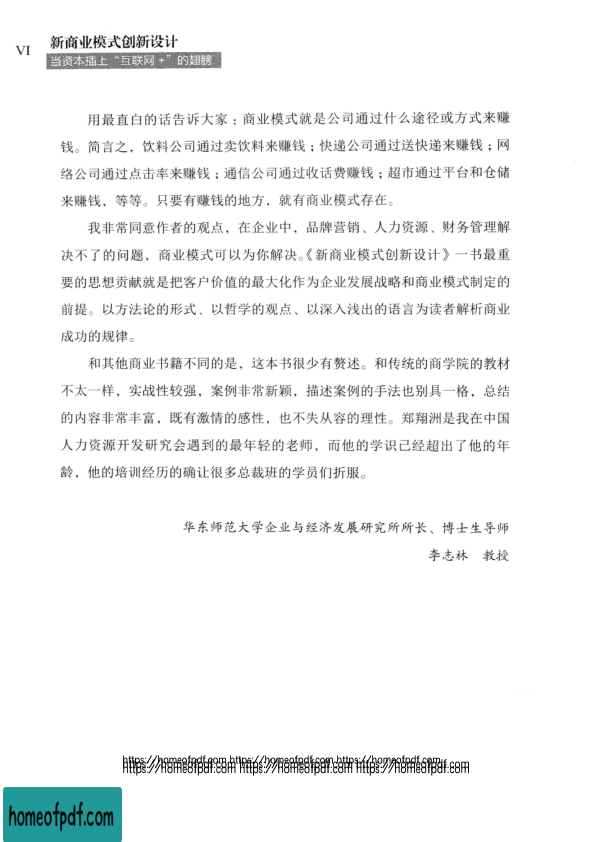 VI
新商业模式创新设计
当资本插上“互联网+”的翅膀
用最直白的话告诉大家：商业模式就是公司通过什么途径或方式来赚
钱。简言之，饮料公司通过卖饮料来赚钱；快递公司通过送快递来赚钱；网
络公司通过点击率来赚钱；通信公司通过收话费赚钱；超市通过平台和仓储
来赚钱，等等。只要有赚钱的地方，就有商业模式存在。
我非常同意作者的观点，在企业中，品牌营销、人力资源、财务管理解
决不了的问题，商业模式可以为你解决。《新商业模式创新设计》一书最重
要的思想贡献就是把客户价值的最大化作为企业发展战略和商业模式制定的
前提。以方法论的形式、以哲学的观点、以深入浅出的语言为读者解析商业
成功的规律。
和其他商业书籍不同的是，这本书很少有赘述。和传统的商学院的教材
不太一样，实战性较强，案例非常新颖，描述案例的手法也别具一格，总结
的内容非常丰富，既有激情的感性，也不失从容的理性。郑翔洲是我在中国
人力资源开发研究会遇到的最年轻的老师，而他的学识已经超出了他的年
龄，他的培训经历的确让很多总裁班的学员们折服。
华东师范大学企业与经济发展研究所所长、博士生导师
李志林 教授
https://homeofpdf.com https://homeofpdf.com https://homeofpdf.com
https://homeofpdf.com https://homeofpdf.com https://homeofpdf.com
homeofpdf.com